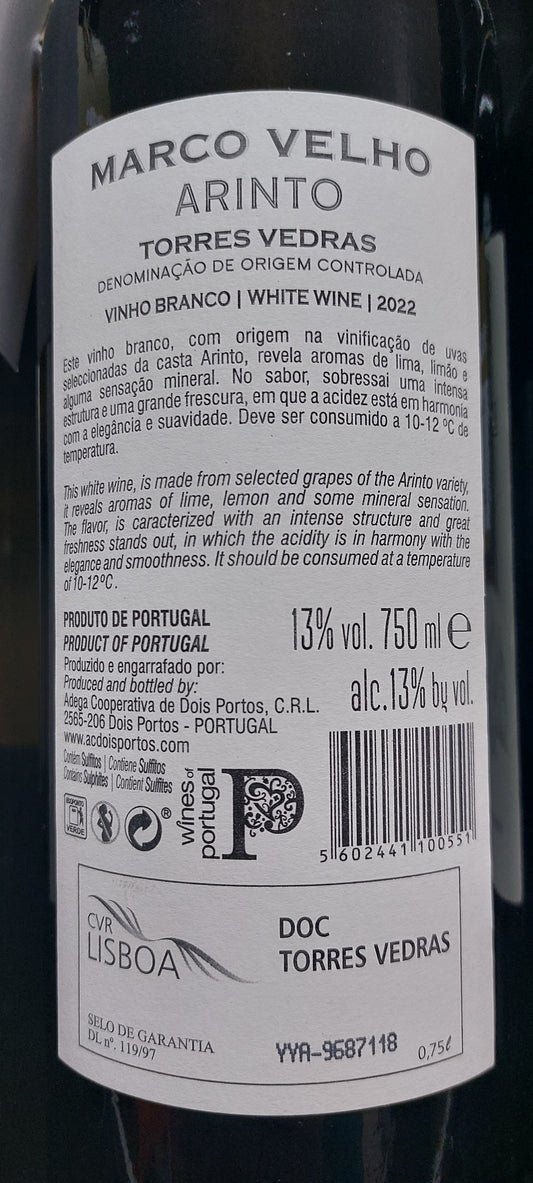 MARCO VELHO
ARINTO
TORRES VEDRAS
DENOMINAÇÃO DE ORIGEM CONTROLADA
VINHO BRANCO | WHITE WINE | 2022
Este vinho branco, com origem na vinificação de uvas
seleccionadas da casta Arinto, revela aromas de lima, limão e
alguma sensação mineral. No sabor, sobressai uma intensa
estrutura e uma grande frescura, em que a acidez está em harmonia
com a elegância e suavidade. Deve ser consumido a 10-12 ºC de
temperatura.
This white wine, is made from selected grapes of the Arinto variety,
it reveals aromas of lime, lemon and some mineral sensation.
The flavor, is caracterized with an intense structure and great
freshness stands out, in which the acidity is in harmony with the
elegance and smoothness. It should be consumed at a temperature
of 10-12 ºC.
PRODUTO DE PORTUGAL
PRODUCT OF PORTUGAL
Produzido e engarrafado por:
Produced and bottled by:
Adega Cooperativa de Dois Portos, C.R.L.
2565-206 Dois Portos - PORTUGAL
www.acdoisportos.com
Contém Sulfitos | Contiene Sulfitos
Contains Sulphites | Contient Sulfites
13% vol. 750 ml e
alc.13% by vol.
VERDE
®
wines of
portugal
P
5 602441 100551
CVR
LISBOA
DOC
TORRES VEDRAS
SELO DE GARANTIA
DL nº. 119/97
YYA-9687118
0,75ℓ